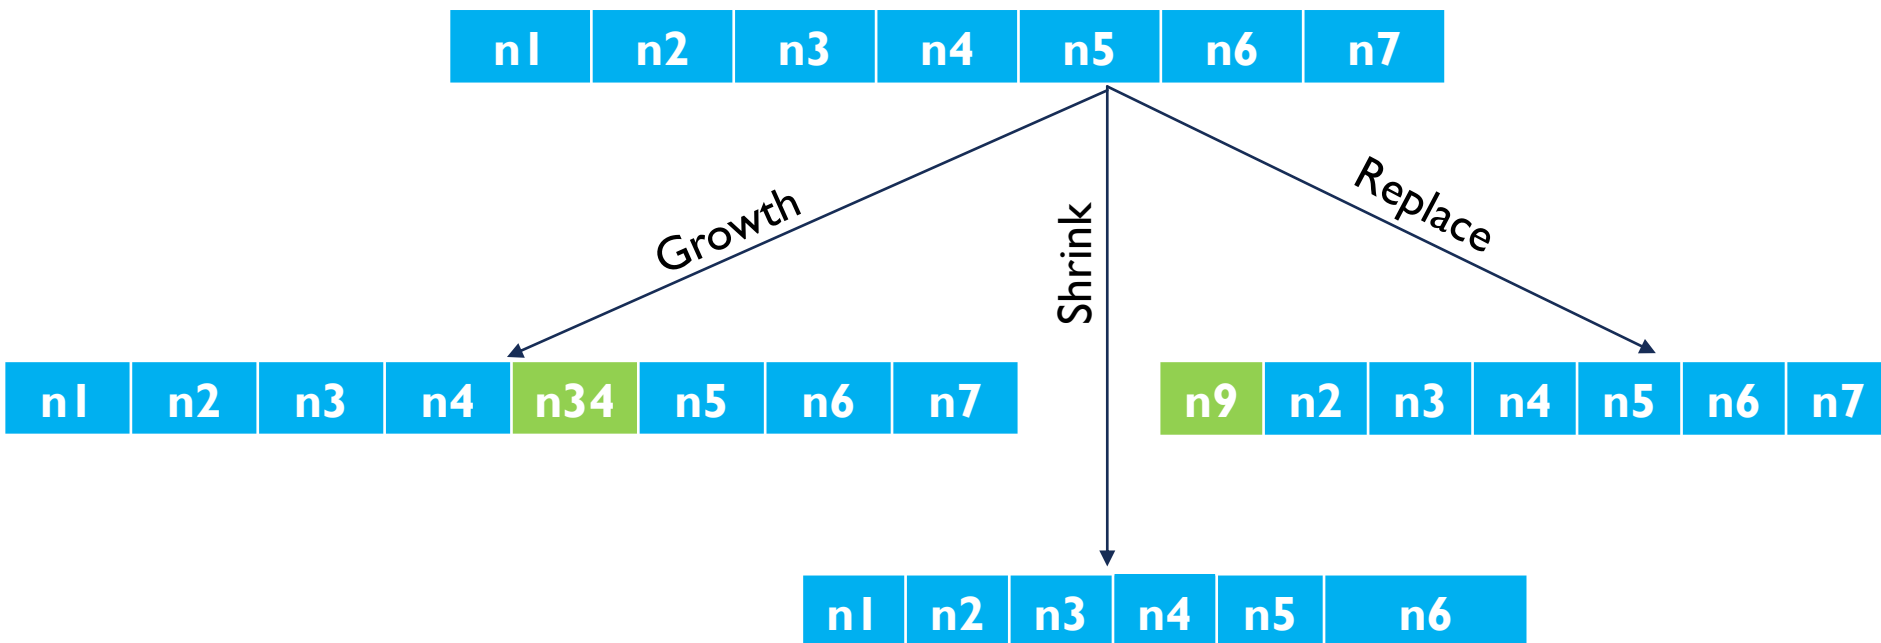 n1 n2 n3 n4 n5 n6 n7
Growth
Shrink
Replace
n1 n2 n3 n4 n34 n5 n6 n7
n9 n2 n3 n4 n5 n6 n7
n1 n2 n3 n4 n5 n6